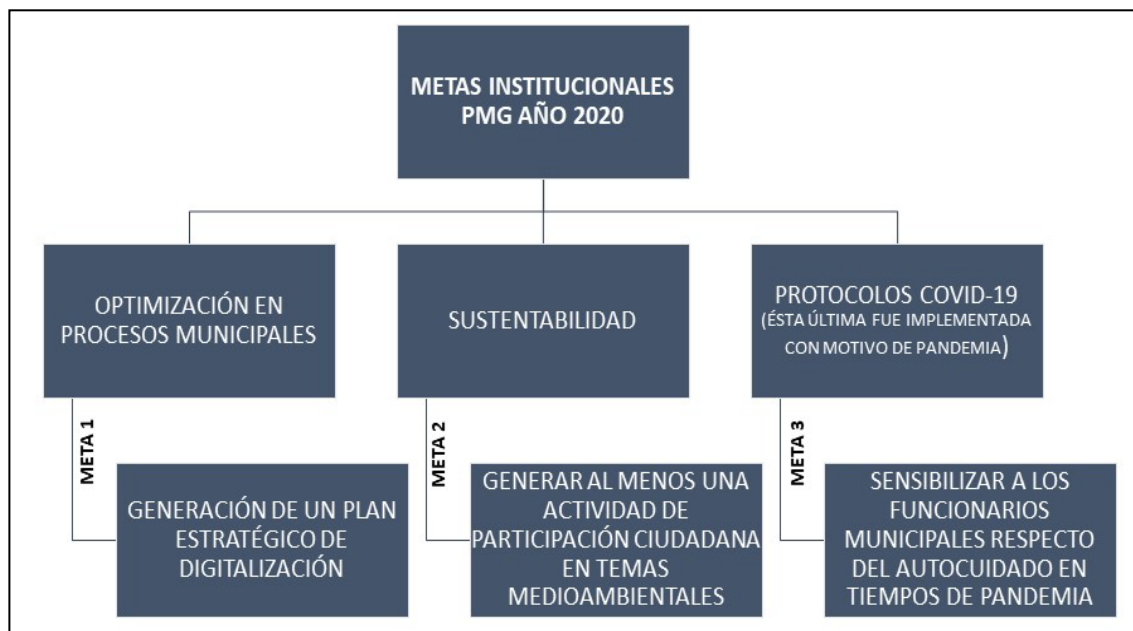 METAS INSTITUCIONALES
PMG AÑO 2020
OPTIMIZACIÓN EN
PROCESOS MUNICIPALES
SUSTENTABILIDAD
PROTOCOLOS COVID-19
(ÉSTA ÚLTIMA FUE IMPLEMENTADA
CON MOTIVO DE PANDEMIA)
META 1
GENERACIÓN DE UN PLAN
ESTRATÉGICO DE
DIGITALIZACIÓN
META 2
GENERAR AL MENOS UNA
ACTIVIDAD DE
PARTICIPACIÓN CIUDADANA
EN TEMAS
MEDIOAMBIENTALES
META 3
SENSIBILIZAR A LOS
FUNCIONARIOS
MUNICIPALES RESPECTO
DEL AUTOCUIDADO EN
TIEMPOS DE PANDEMIA